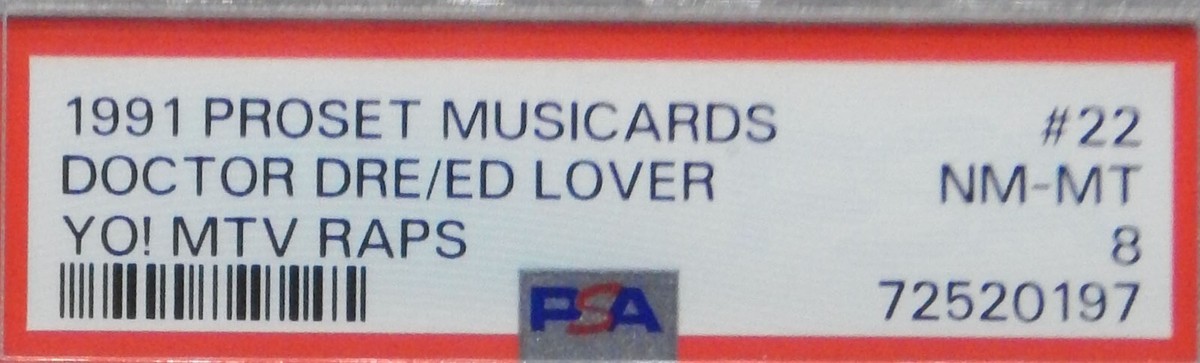 1991 PROSET MUSICARDS #22
DOCTOR DRE/ED LOVER NM-MT
YO! MTV RAPS 8
PSA 72520197